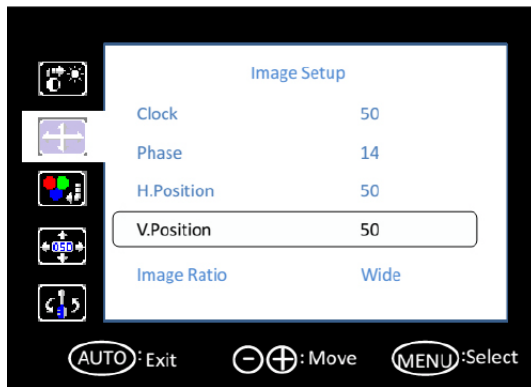 Image Setup
Clock 50
Phase 14
H.Position 50
V.Position 50
Image Ratio Wide
AUTO: Exit -+: Move MENU:Select